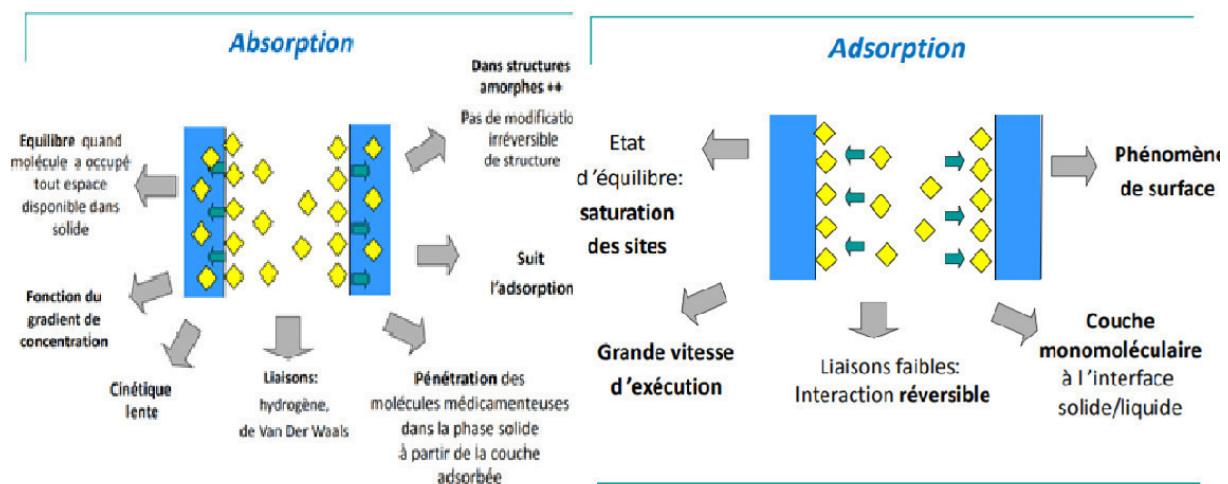 Absorption
Dans structures
amorphes ++
Pas de modificatio
irréversible
de structure
Equilibre quand
molécule a occupé
tout espace
disponible dans
solide
Suit
l'adsorption
Fonction du
gradient de
concentration
Cinétique
lente
Liaisons:
hydrogène,
de Van Der Waals
Pénétration des
molécules médicamenteuses
dans la phase solide
à partir de la couche
adsorbée
Adsorption
Etat
d'équilibre:
saturation
des sites
Phénomène
de surface
Grande vitesse
d'exécution
Liaisons faibles:
Interaction réversible
Couche
monomoléculaire
à l'interface
solide/liquide